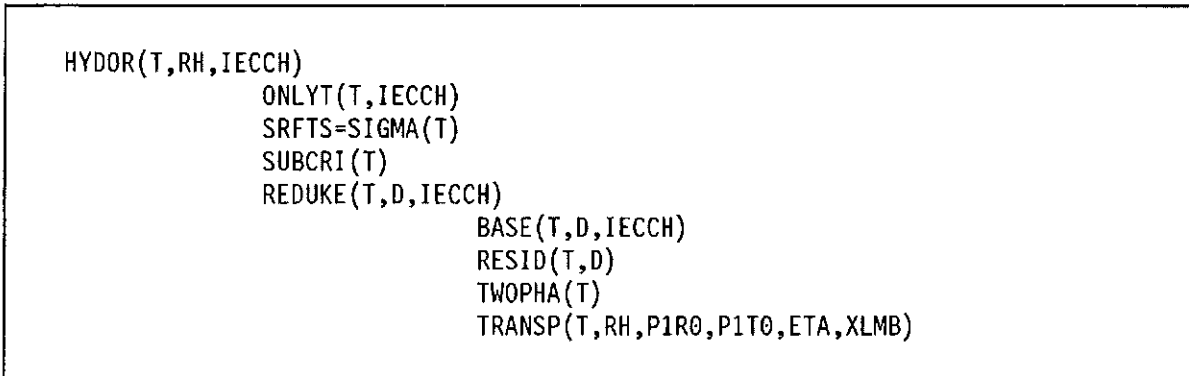 HYDOR(T,RH,IECCH)
ONLYT(T,IECCH)
SRFTS=SIGMA(T)
SUBCRI(T)
REDUKE(T,D,IECCH)
BASE(T,D,IECCH)
RESID(T,D)
TWOPHA(T)
TRANSP(T,RH,P1R0,P1T0,ETA,XLMB)